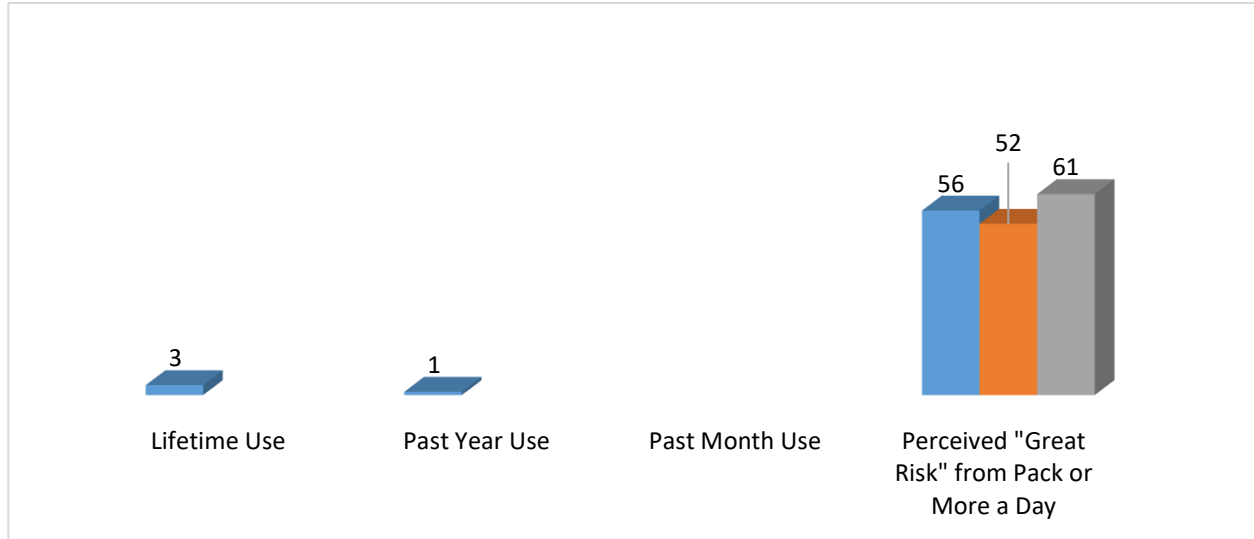 52
56
61
3
1
Lifetime Use
Past Year Use
Past Month Use
Perceived "Great
Risk" from Pack or
More a Day